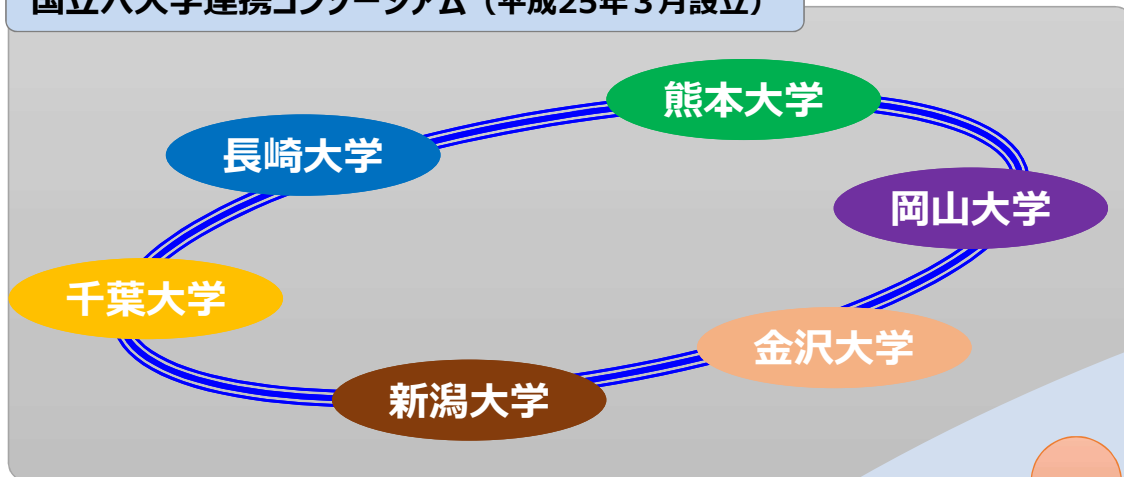 国立六大学連携コンソーシアム（平成25年３月設立）
熊本大学
長崎大学
岡山大学
千葉大学
金沢大学
新潟大学